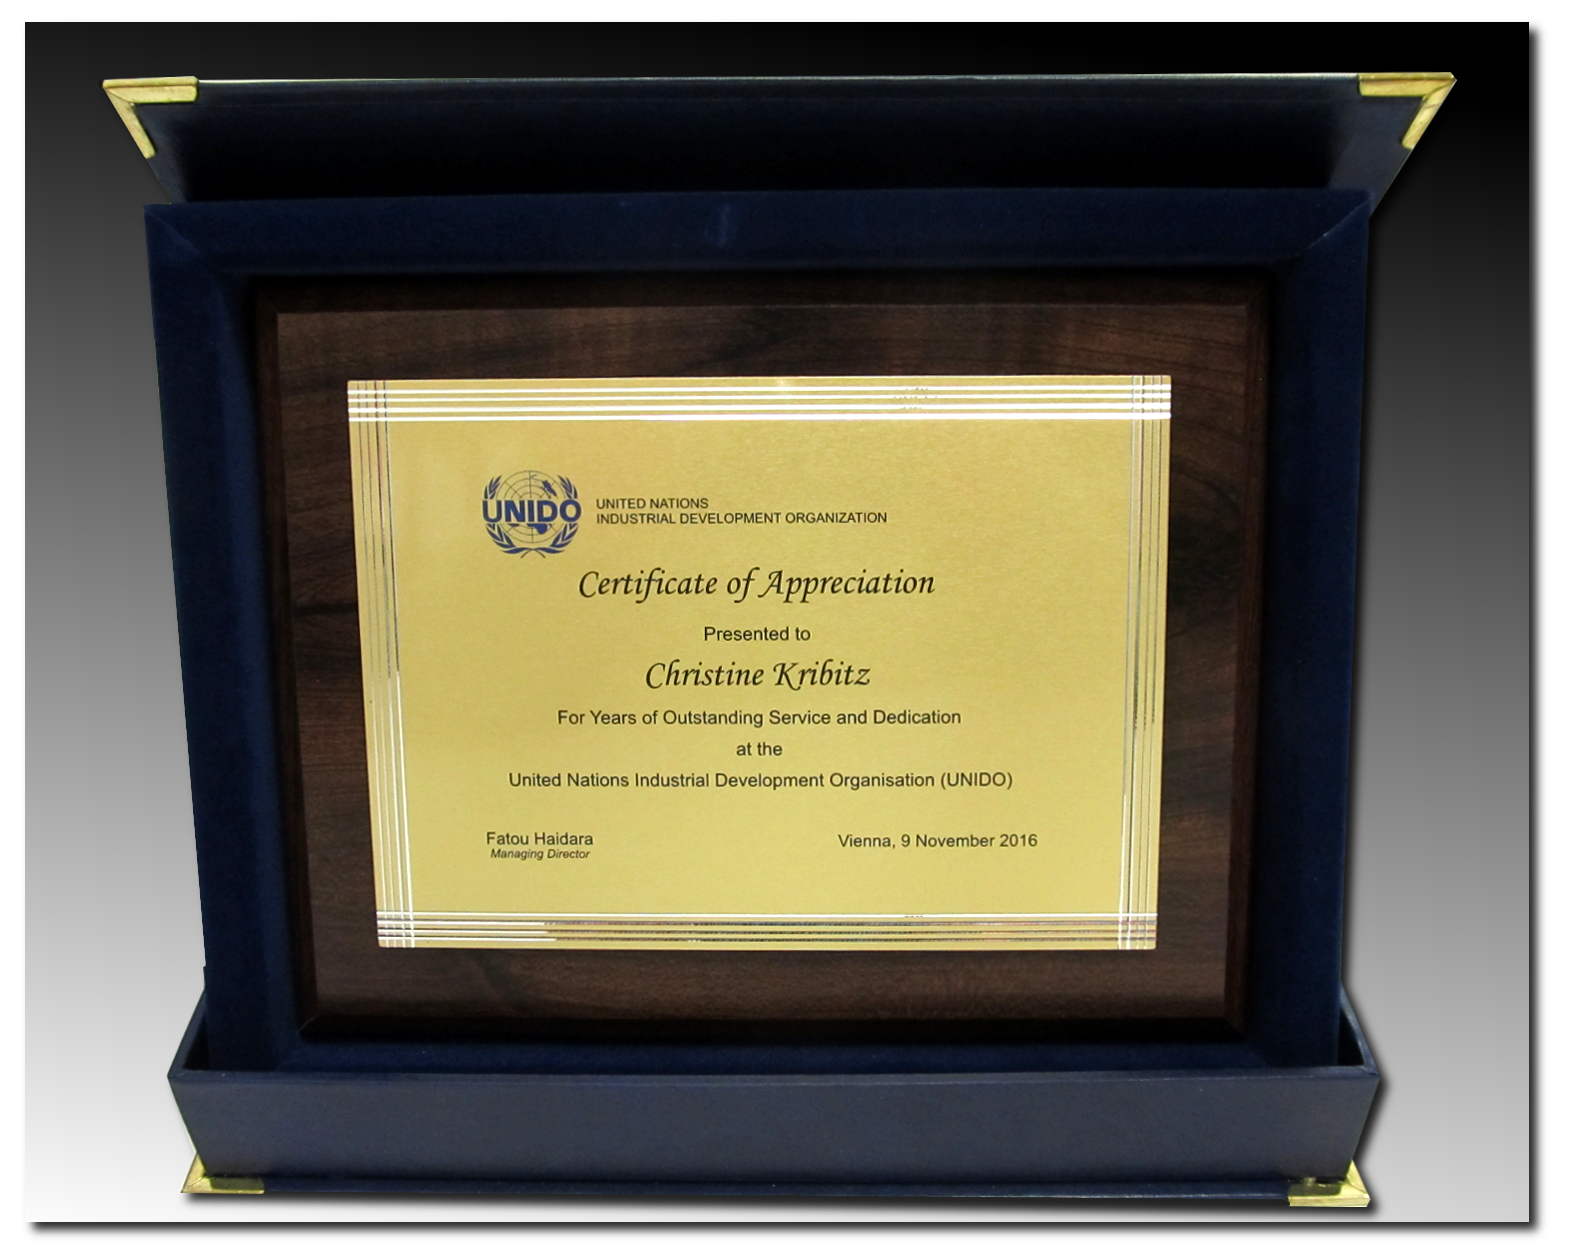 UNIDO
UNITED NATIONS
INDUSTRIAL DEVELOPMENT ORGANIZATION
Certificate of Appreciation
Presented to
Christine Kribitz
For Years of Outstanding Service and Dedication
at the
United Nations Industrial Development Organisation (UNIDO)
Fatou Haidara
Managing Director
Vienna, 9 November 2016